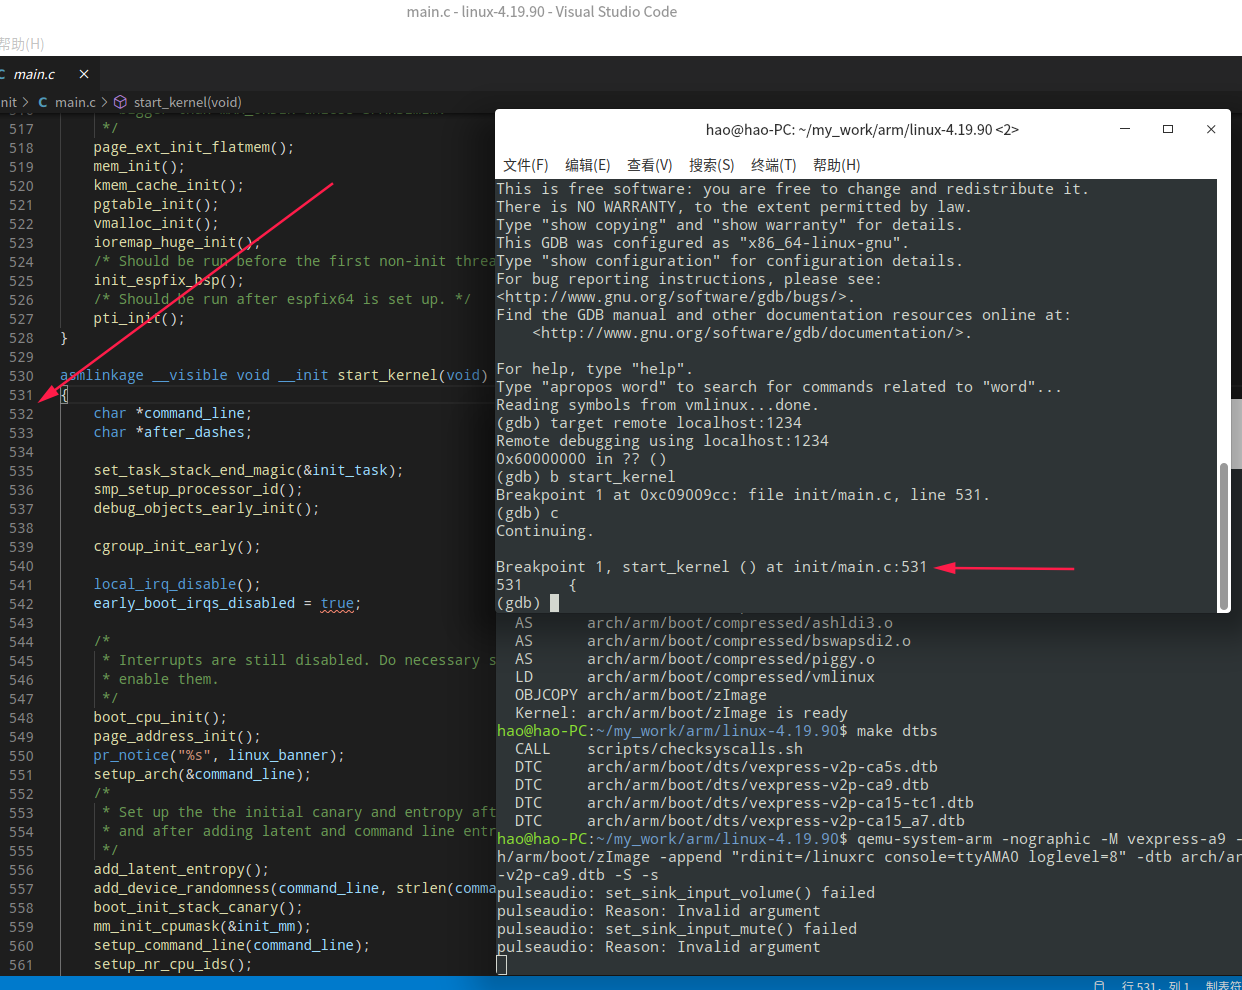 main.c - linux-4.19.90 - Visual Studio Code
帮助(H)
C main.c ×
nit > C main.c > start_kernel(void)
517 */
518 page_ext_init_flatmem();
519 mem_init();
520 kmem_cache_init();
521 pgtable_init();
522 vmalloc_init();
523 ioremap_huge_init();
524 /* Should be run before the first non-init threa
525 init_espfix_bsp();
526 /* Should be run after espfix64 is set up. */
527 pti_init();
528 }
529
530 asmlinkage __visible void __init start_kernel(void)
531 {
532 char *command_line;
533 char *after_dashes;
534
535 set_task_stack_end_magic(&init_task);
536 smp_setup_processor_id();
537 debug_objects_early_init();
538
539 cgroup_init_early();
540
541 local_irq_disable();
542 early_boot_irqs_disabled = true;
543
544 /*
545 * Interrupts are still disabled. Do necessary s
546 * enable them.
547 */
548 boot_cpu_init();
549 page_address_init();
550 pr_notice("%s", linux_banner);
551 setup_arch(&command_line);
552 /*
553 * Set up the the initial canary and entropy aft
554 * and after adding latent and command line entr
555 */
556 add_latent_entropy();
557 add_device_randomness(command_line, strlen(comma
558 boot_init_stack_canary();
559 mm_init_cpumask(&init_mm);
560 setup_command_line(command_line);
561 setup_nr_cpu_ids();
hao@hao-PC: ~/my_work/arm/linux-4.19.90 <2>
文件(F) 编辑(E) 查看(V) 搜索(S) 终端(T) 帮助(H)
This is free software: you are free to change and redistribute it.
There is NO WARRANTY, to the extent permitted by law.
Type "show copying" and "show warranty" for details.
This GDB was configured as "x86_64-linux-gnu".
Type "show configuration" for configuration details.
For bug reporting instructions, please see:
<http://www.gnu.org/software/gdb/bugs/>.
Find the GDB manual and other documentation resources online at:
<http://www.gnu.org/software/gdb/documentation/>.
For help, type "help".
Type "apropos word" to search for commands related to "word"...
Reading symbols from vmlinux...done.
(gdb) target remote localhost:1234
Remote debugging using localhost:1234
0x60000000 in ?? ()
(gdb) b start_kernel
Breakpoint 1 at 0xc09009cc: file init/main.c, line 531.
(gdb) c
Continuing.
Breakpoint 1, start_kernel () at init/main.c:531
531 {
(gdb)
AS arch/arm/boot/compressed/ashldi3.o
AS arch/arm/boot/compressed/bswapsdi2.o
AS arch/arm/boot/compressed/piggy.o
LD arch/arm/boot/compressed/vmlinux
OBJCOPY arch/arm/boot/zImage
Kernel: arch/arm/boot/zImage is ready
hao@hao-PC:~/my_work/arm/linux-4.19.90$ make dtbs
CALL scripts/checksyscalls.sh
DTC arch/arm/boot/dts/vexpress-v2p-ca5s.dtb
DTC arch/arm/boot/dts/vexpress-v2p-ca9.dtb
DTC arch/arm/boot/dts/vexpress-v2p-ca15-tc1.dtb
DTC arch/arm/boot/dts/vexpress-v2p-ca15_a7.dtb
hao@hao-PC:~/my_work/arm/linux-4.19.90$ qemu-system-arm -nographic -M vexpress-a9 -
h/arm/boot/zImage -append "rdinit=/linuxrc console=ttyAMA0 loglevel=8" -dtb arch/ar
-v2p-ca9.dtb -S -s
pulseaudio: set_sink_input_volume() failed
pulseaudio: Reason: Invalid argument
pulseaudio: set_sink_input_mute() failed
pulseaudio: Reason: Invalid argument
行 531，列 1 制表符